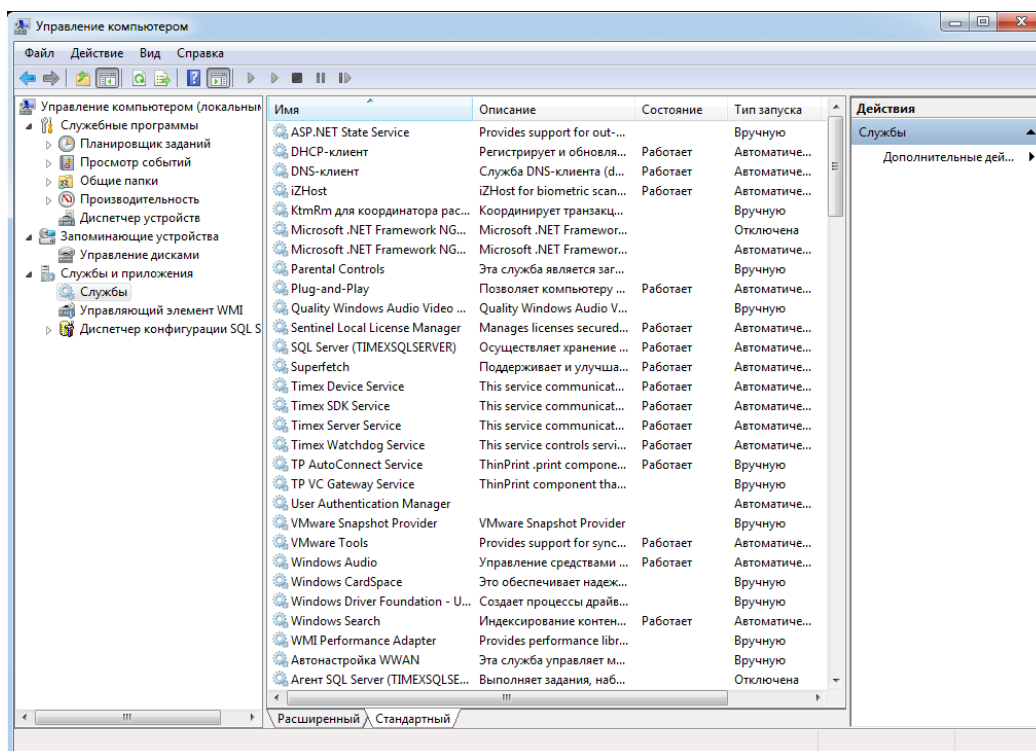 Управление компьютером
Файл Действие Вид Справка
Управление компьютером (локальным
Служебные программы
Планировщик заданий
Просмотр событий
Общие папки
Производительность
Диспетчер устройств
Запоминающие устройства
Управление дисками
Службы и приложения
Службы
Управляющий элемент WMI
Диспетчер конфигурации SQL S
Имя Описание Состояние Тип запуска
ASP.NET State Service Provides support for out-... Вручную
DHCP-клиент Регистрирует и обновля... Работает Автоматиче...
DNS-клиент Служба DNS-клиента (d... Работает Автоматиче...
iZHost iZHost for biometric scan... Работает Автоматиче...
KtmRm для координатора рас... Координирует транзакц... Вручную
Microsoft .NET Framework NG... Microsoft .NET Framewor... Отключена
Microsoft .NET Framework NG... Microsoft .NET Framewor... Автоматиче...
Parental Controls Эта служба является заг... Вручную
Plug-and-Play Позволяет компьютеру ... Работает Автоматиче...
Quality Windows Audio Video ... Quality Windows Audio V... Вручную
Sentinel Local License Manager Manages licenses secured... Работает Автоматиче...
SQL Server (TIMEXSQLSERVER) Осуществляет хранение ... Работает Автоматиче...
Superfetch Поддерживает и улучша... Работает Автоматиче...
Timex Device Service This service communicat... Работает Автоматиче...
Timex SDK Service This service communicat... Работает Автоматиче...
Timex Server Service This service communicat... Работает Автоматиче...
Timex Watchdog Service This service controls servi... Работает Автоматиче...
TP AutoConnect Service ThinPrint .print compone... Работает Вручную
TP VC Gateway Service ThinPrint component tha... Вручную
User Authentication Manager Автоматиче...
VMware Snapshot Provider VMware Snapshot Provider Вручную
VMware Tools Provides support for sync... Работает Автоматиче...
Windows Audio Управление средствами ... Работает Автоматиче...
Windows CardSpace Это обеспечивает надеж... Вручную
Windows Driver Foundation - U... Создает процессы драйв... Вручную
Windows Search Индексирование контен... Работает Автоматиче...
WMI Performance Adapter Provides performance libr... Вручную
Автонастройка WWAN Эта служба управляет м... Вручную
Агент SQL Server (TIMEXSQLSE... Выполняет задания, наб... Отключена
Расширенный Стандартный
Действия
Службы
Дополнительные дей...